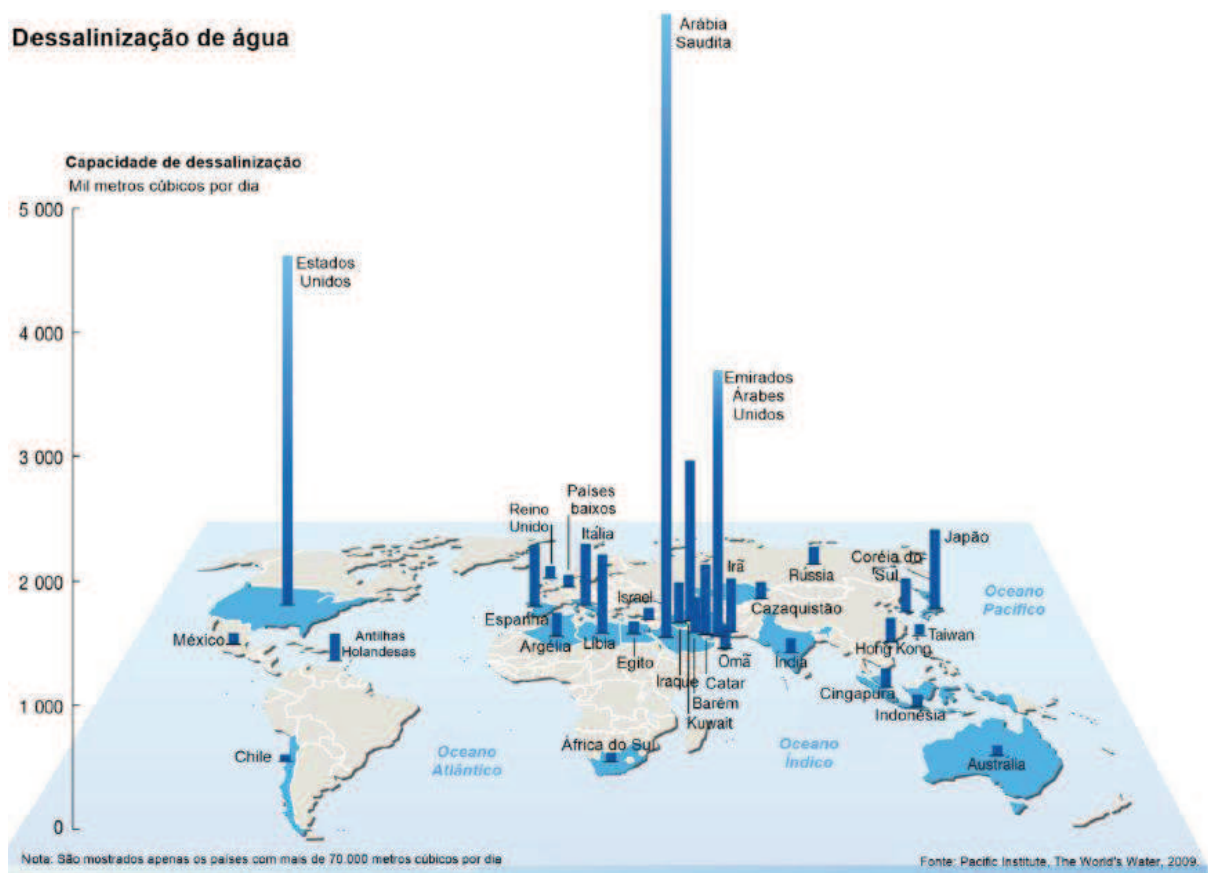 Dessalinização de água
Capacidade de dessalinização
Mil metros cúbicos por dia
5 000
4 000
3 000
2 000
1 000
0
Arábia
Saudita
Estados
Unidos
Emirados
Árabes
Unidos
Reino
Unido
Países
baixos
Itália
Espanha
Argélia
Líbia
Israel
Egito
Iraque
Kuwait
Barém
Catar
Omã
Irã
Cazaquistão
Rússia
Coréia do
Sul
Japão
Oceano
Pacífico
Taiwan
Hong Kong
Índia
Cingapura
Indonésia
Austrália
México
Antilhas
Holandesas
Chile
Oceano
Atlântico
África do Sul
Oceano
Índico
Nota: São mostrados apenas os países com mais de 70 000 metros cúbicos por dia
Fonte: Pacific Institute, The World's Water, 2009.